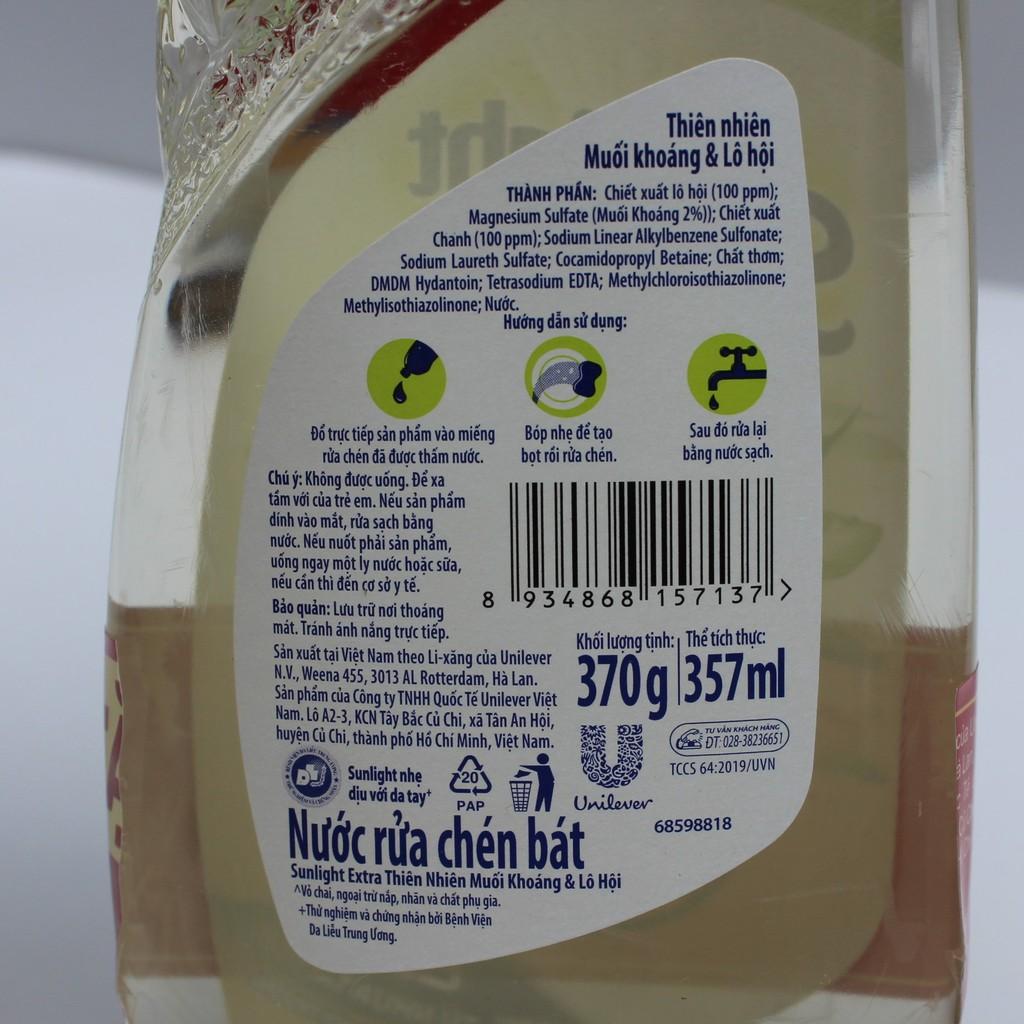 Thiên nhiên
Muối khoáng & Lô hội
THÀNH PHẦN: Chiết xuất lô hội (100 ppm);
Magnesium Sulfate (Muối Khoáng 2%)); Chiết xuất
Chanh (100 ppm); Sodium Linear Alkylbenzene Sulfonate;
Sodium Laureth Sulfate; Cocamidopropyl Betaine; Chất thơm;
DMDM Hydantoin; Tetrasodium EDTA; Methylchloroisothiazolinone;
Methylisothiazolinone; Nước.
Hướng dẫn sử dụng:
Đổ trực tiếp sản phẩm vào miếng
rửa chén đã được thấm nước.
Bóp nhẹ để tạo
bọt rồi rửa chén.
Sau đó rửa lại
bằng nước sạch.
Chú ý: Không được uống. Để xa
tầm với của trẻ em. Nếu sản phẩm
dính vào mắt, rửa sạch bằng
nước. Nếu nuốt phải sản phẩm,
uống ngay một ly nước hoặc sữa,
nếu cần thì đến cơ sở y tế.
Bảo quản: Lưu trữ nơi thoáng
mát. Tránh ánh nắng trực tiếp.
8 934868 157137 >
Khối lượng tịnh:
370g
Thể tích thực:
357ml
Sản xuất tại Việt Nam theo Li-xăng của Unilever
N.V., Weena 455, 3013 AL Rotterdam, Hà Lan.
Sản phẩm của Công ty TNHH Quốc Tế Unilever Việt
Nam. Lô A2-3, KCN Tây Bắc Củ Chi, xã Tân An Hội,
huyện Củ Chi, thành phố Hồ Chí Minh, Việt Nam.
TƯ VẤN KHÁCH HÀNG
ĐT: 028-38236651
TCCS 64:2019/UVN
Sunlight nhẹ
dịu với da tay+
20
PAP
Unilever
68598818
Nước rửa chén bát
Sunlight Extra Thiên Nhiên Muối Khoáng & Lô Hội
^Vỏ chai, ngoại trừ nắp, nhãn và chất phụ gia.
+Thử nghiệm và chứng nhận bởi Bệnh Viện
Da Liễu Trung Ương.